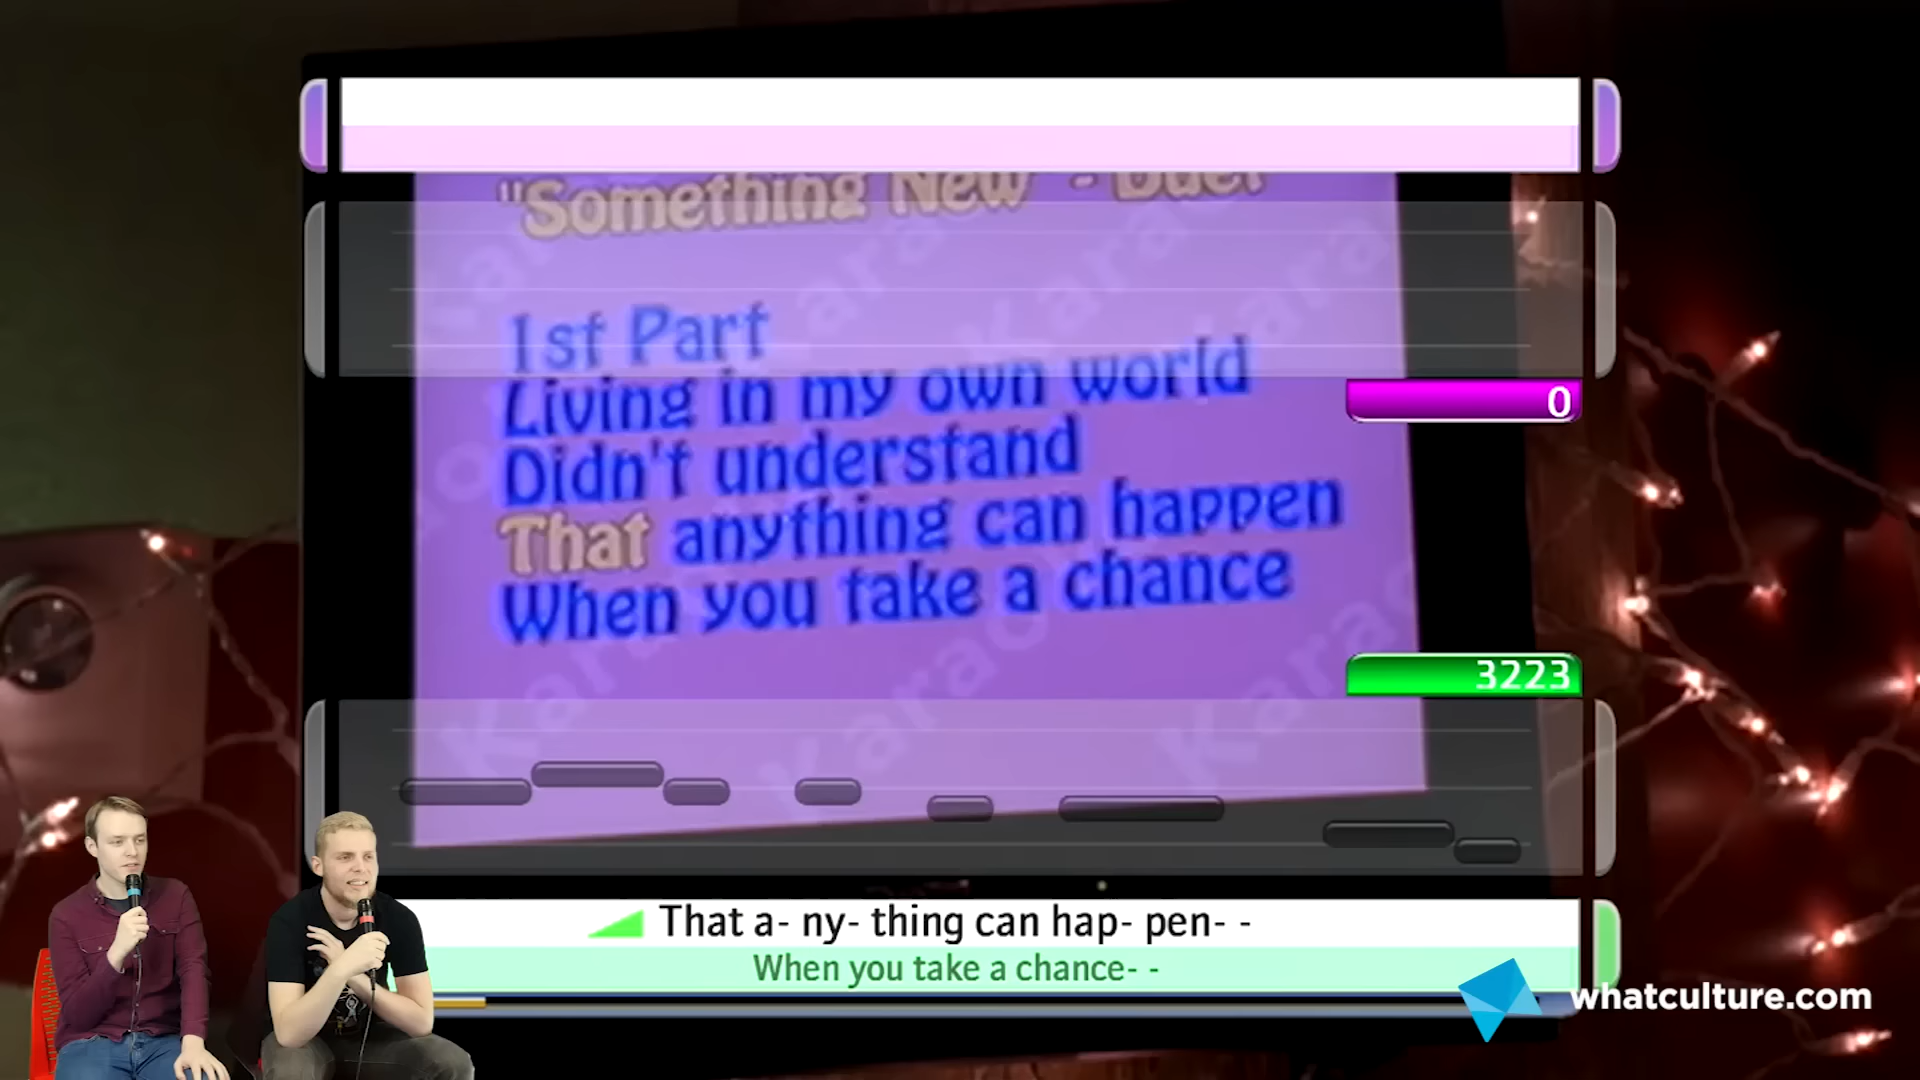 "Something New" - Duet
1st Part
Living in my own world
0
Didn't understand
That anything can happen
When you take a chance
3223
That a- ny- thing can hap- pen- -
When you take a chance- -
whatculture.com